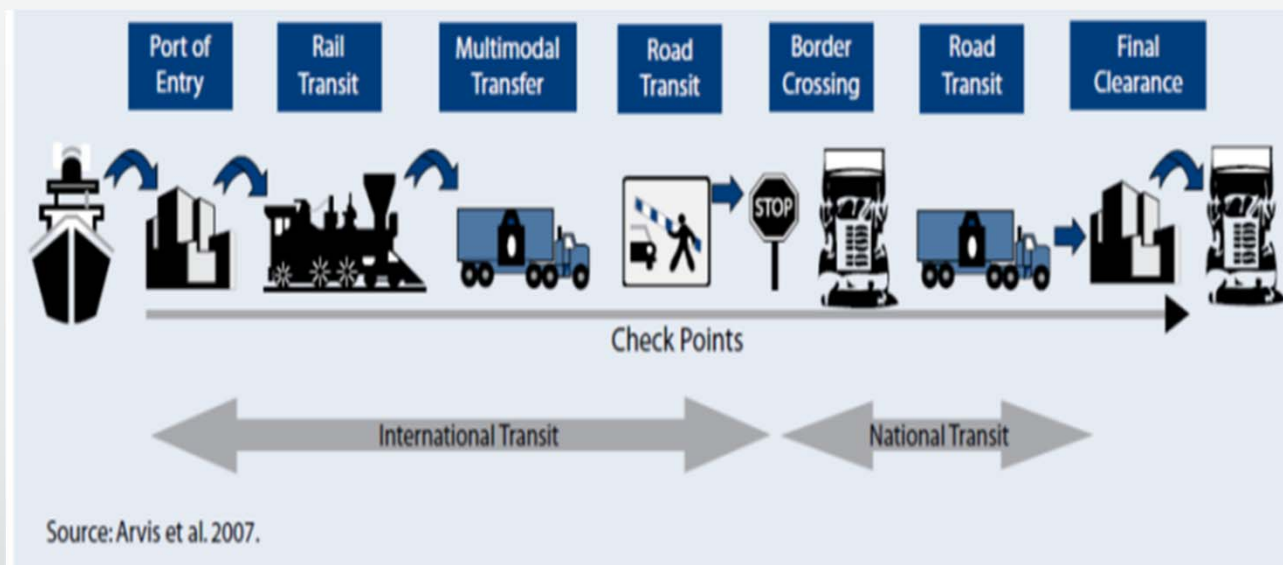 Port of
Entry
Rail
Transit
Multimodal
Transfer
Road
Transit
Border
Crossing
Road
Transit
Final
Clearance
STOP
Check Points
International Transit
National Transit
Source: Arvis et al. 2007.